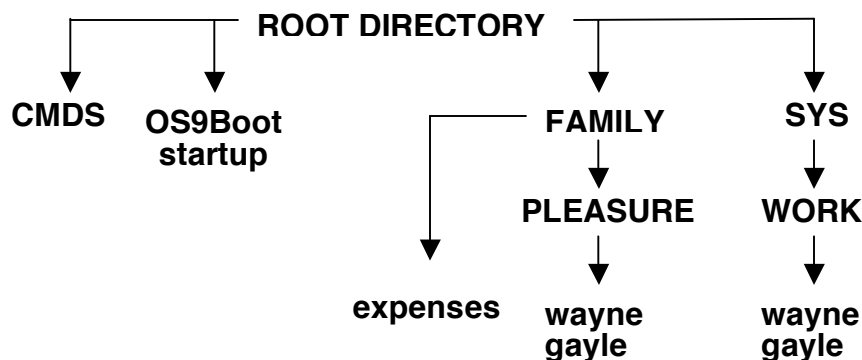 ROOT DIRECTORY
CMDS
OS9Boot
startup
FAMILY
SYS
PLEASURE
WORK
expenses
wayne
gayle
wayne
gayle